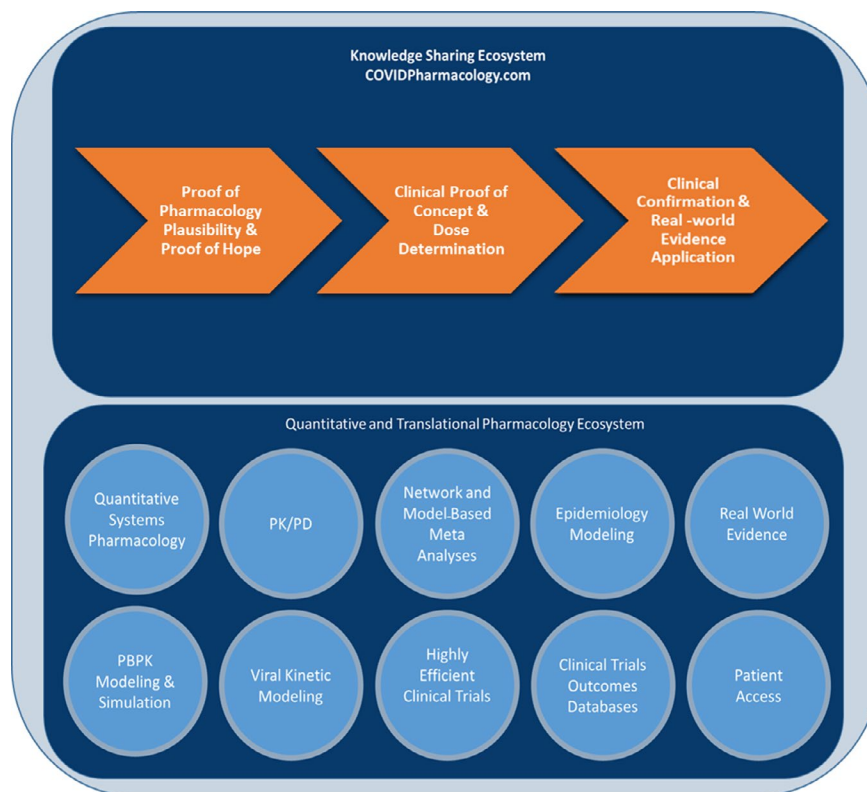 Knowledge Sharing Ecosystem
COVIDPharmacology.com
Proof of
Pharmacology
Plausibility &
Proof of Hope
Clinical Proof of
Concept &
Dose
Determination
Clinical
Confirmation &
Real -world
Evidence
Application
Quantitative and Translational Pharmacology Ecosystem
Quantitative
Systems
Pharmacology
PK/PD
Network and
Model-Based
Meta
Analyses
Epidemiology
Modeling
Real World
Evidence
PBPK
Modeling &
Simulation
Viral Kinetic
Modeling
Highly
Efficient
Clinical Trials
Clinical Trials
Outcomes
Databases
Patient
Access